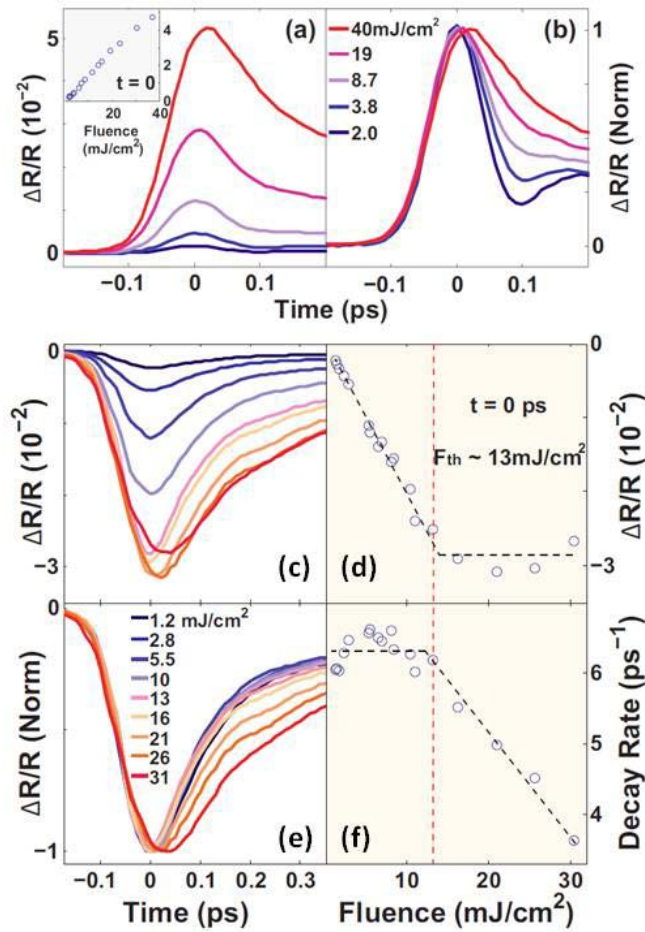 5
0
ΔR/R (10⁻²)
4
2
0
20
40
Fluence
(mJ/cm²)
t = 0
(a)
40mJ/cm²
19
8.7
3.8
2.0
(b)
1
0
ΔR/R (Norm)
−0.1
0
0.1
−0.1
0
0.1
Time (ps)
0
−3
ΔR/R (10⁻²)
(c)
t = 0 ps
Fth ~ 13mJ/cm²
(d)
0
−3
ΔR/R (10⁻²)
0
−1
ΔR/R (Norm)
1.2 mJ/cm²
2.8
5.5
10
13
16
21
26
31
(e)
(f)
6
5
4
Decay Rate (ps⁻¹)
−0.1
0
0.1
0.2
0.3
Time (ps)
10
20
30
Fluence (mJ/cm²)